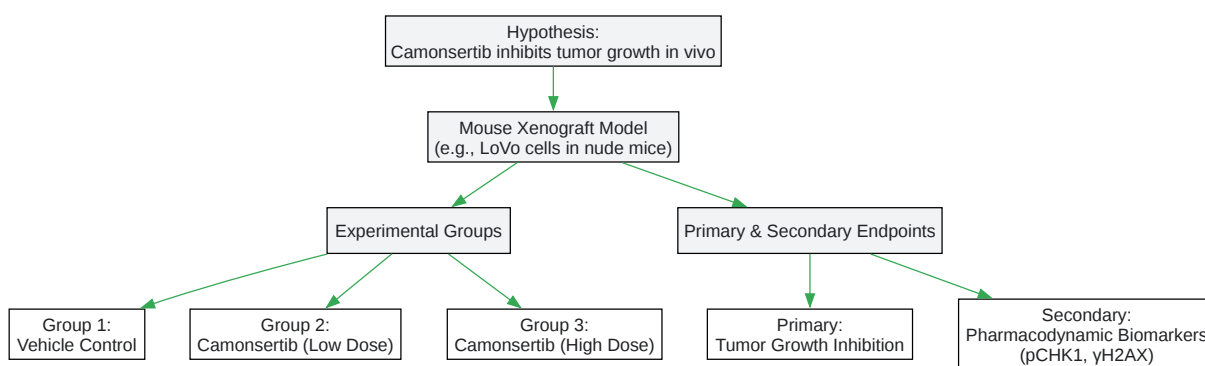 Hypothesis:
Camonsertib inhibits tumor growth in vivo
Mouse Xenograft Model
(e.g., LoVo cells in nude mice)
Experimental Groups
Primary & Secondary Endpoints
Group 1:
Vehicle Control
Group 2:
Camonsertib (Low Dose)
Group 3:
Camonsertib (High Dose)
Primary:
Tumor Growth Inhibition
Secondary:
Pharmacodynamic Biomarkers
(pCHK1, γH2AX)